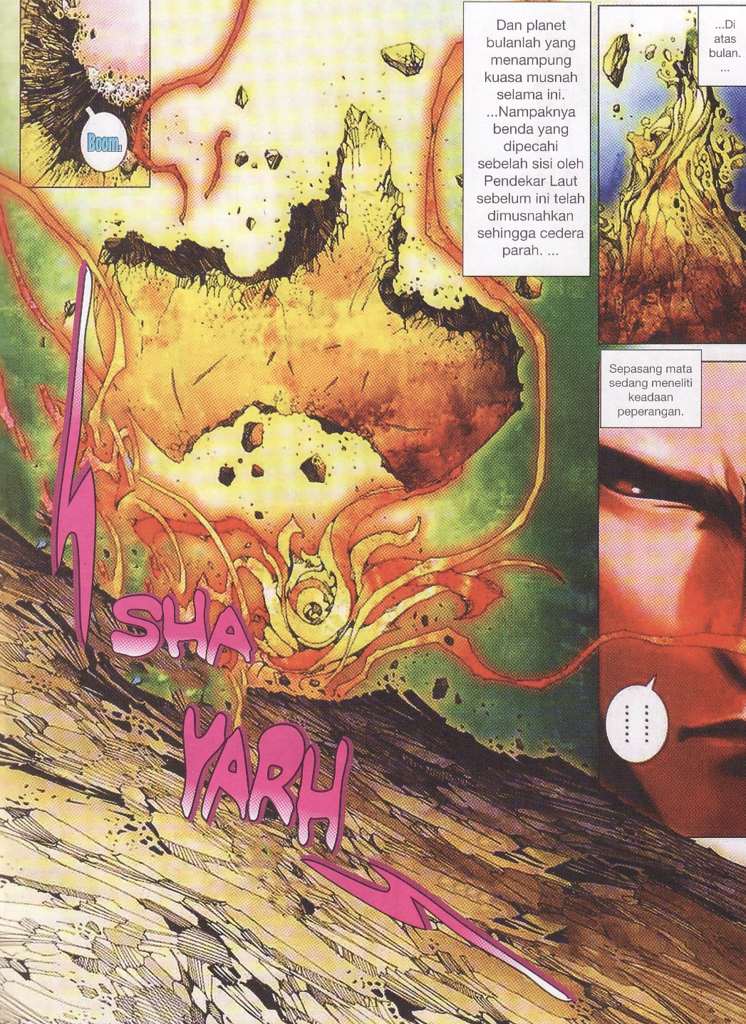 Boom.
Dan planet
bulanlah yang
menampung
kuasa musnah
selama ini.
...Nampaknya
benda yang
dipecahi
sebelah sisi oleh
Pendekar Laut
sebelum ini telah
dimusnahkan
sehingga cedera
parah. ...
...Di
atas
bulan.
...
Sepasang mata
sedang meneliti
keadaan
peperangan.
SHA
YARH
......